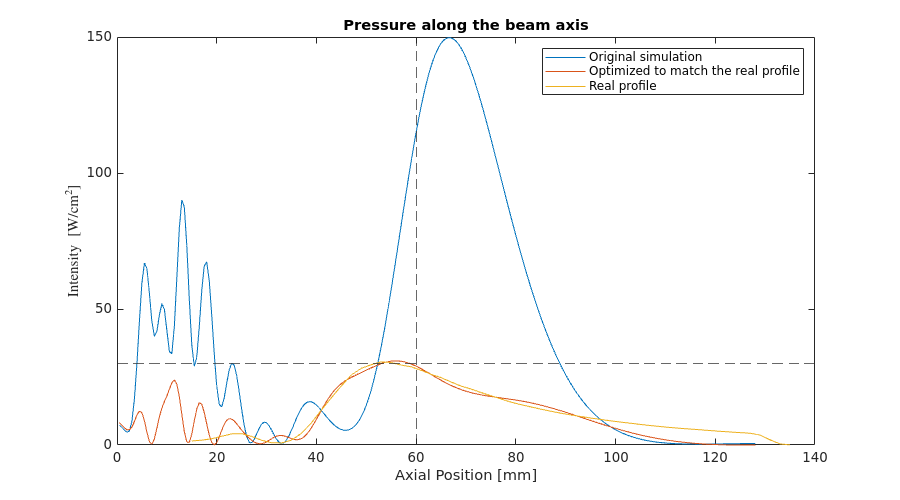 Pressure along the beam axis
150
100
50
0
Intensity [W/cm²]
Original simulation
Optimized to match the real profile
Real profile
0 20 40 60 80 100 120 140
Axial Position [mm]